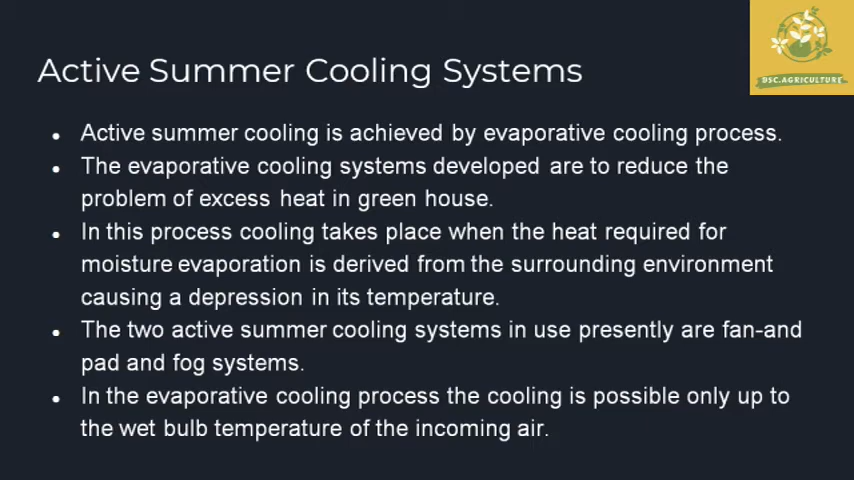 Active Summer Cooling Systems
DSC.AGRICULTURE
• Active summer cooling is achieved by evaporative cooling process.
• The evaporative cooling systems developed are to reduce the
problem of excess heat in green house.
• In this process cooling takes place when the heat required for
moisture evaporation is derived from the surrounding environment
causing a depression in its temperature.
• The two active summer cooling systems in use presently are fan-and
pad and fog systems.
• In the evaporative cooling process the cooling is possible only up to
the wet bulb temperature of the incoming air.